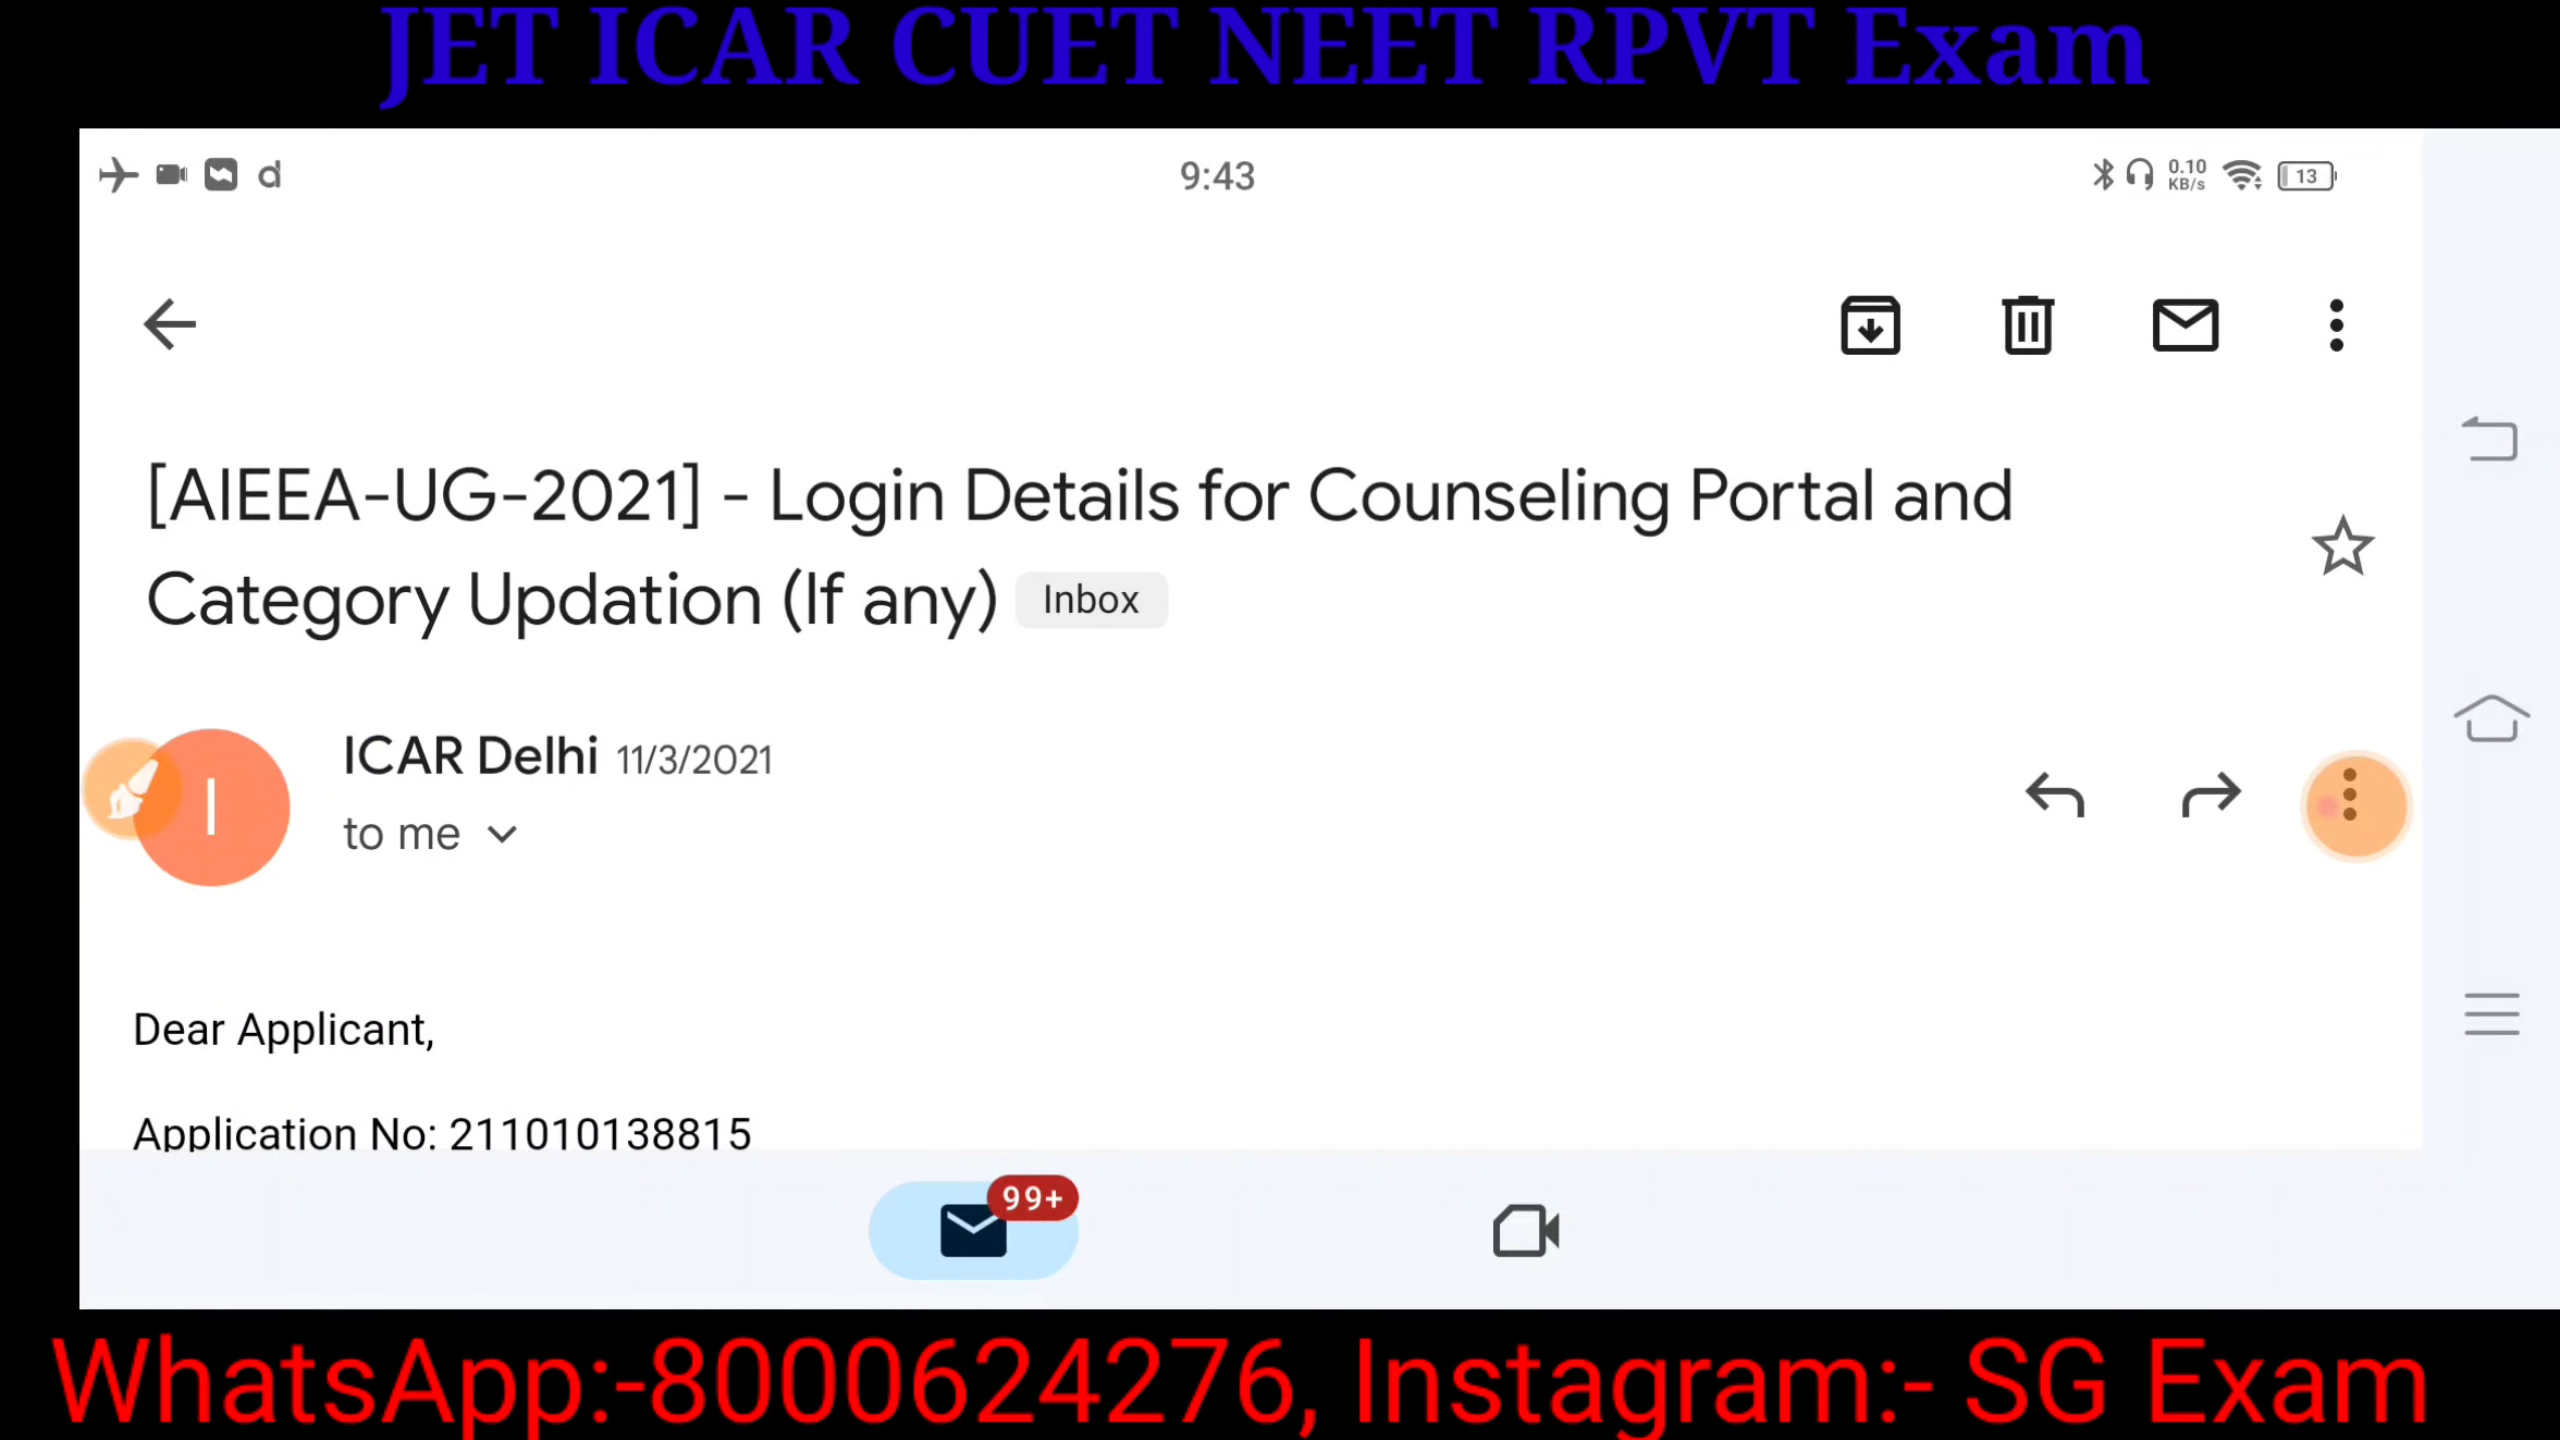 JET ICAR CUET NEET RPVT Exam
d
9:43
0.10
KB/s
13
[AIEEA-UG-2021] - Login Details for Counseling Portal and
Category Updation (If any) Inbox
I
ICAR Delhi 11/3/2021
to me
Dear Applicant,
Application No: 211010138815
99+
WhatsApp:-8000624276, Instagram:- SG Exam